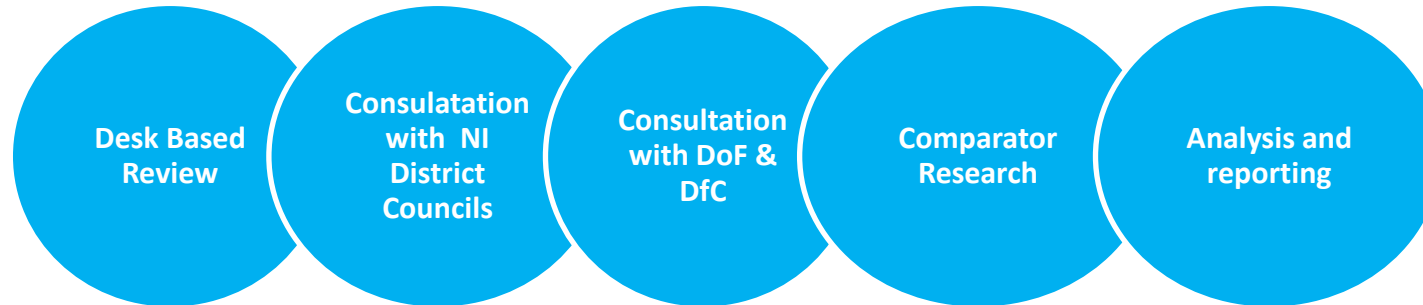 Desk Based
Review
Consulatation
with  NI
District
Councils
Consultation
with DoF &
DfC
Comparator
Research
Analysis and
reporting